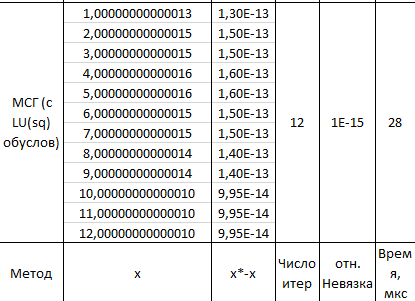 1,00000000000013 1,30E-13
2,00000000000015 1,50E-13
3,00000000000015 1,50E-13
4,00000000000016 1,60E-13
5,00000000000016 1,60E-13
МСГ (с LU(sq) обуслов)
6,00000000000015 1,50E-13
12 1E-15 28
7,00000000000015 1,50E-13
8,00000000000014 1,40E-13
9,00000000000014 1,40E-13
10,00000000000010 9,95E-14
11,00000000000010 9,95E-14
12,00000000000010 9,95E-14
Метод x x*-x Число итер отн. Невязка Время, мкс